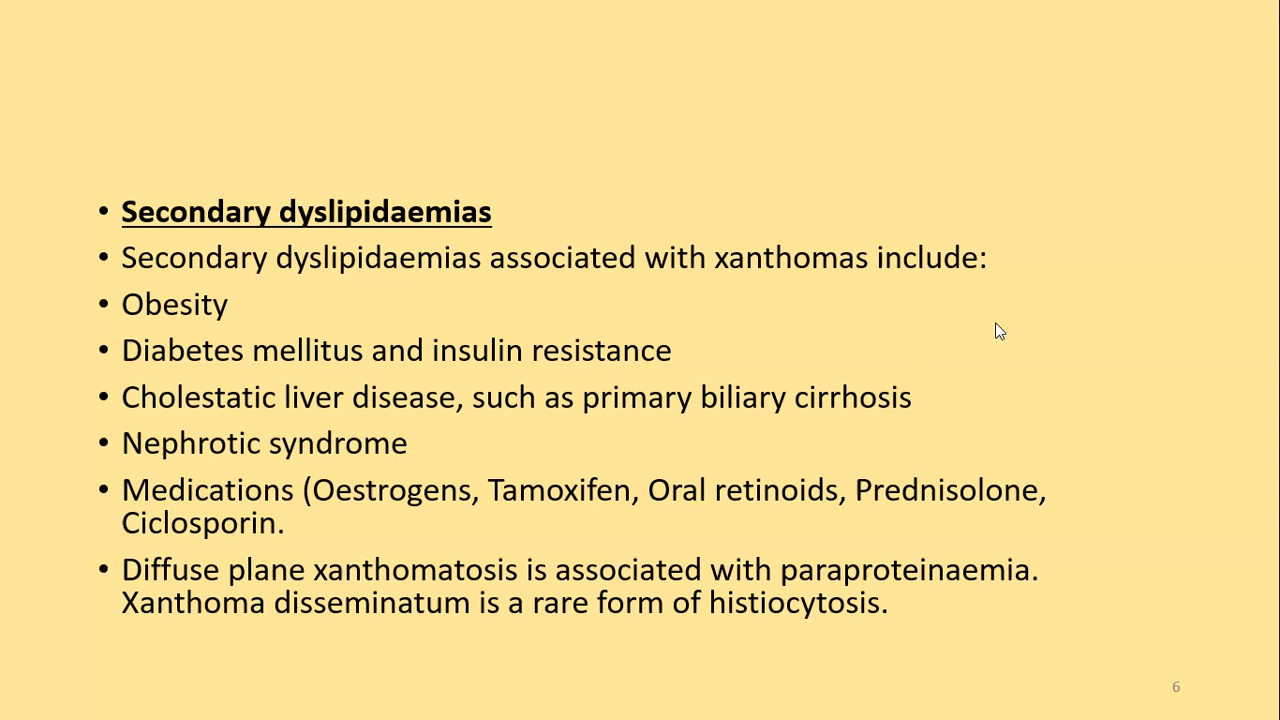 • Secondary dyslipidaemias
• Secondary dyslipidaemias associated with xanthomas include:
• Obesity
• Diabetes mellitus and insulin resistance
• Cholestatic liver disease, such as primary biliary cirrhosis
• Nephrotic syndrome
• Medications (Oestrogens, Tamoxifen, Oral retinoids, Prednisolone,
Ciclosporin.
• Diffuse plane xanthomatosis is associated with paraproteinaemia.
Xanthoma disseminatum is a rare form of histiocytosis.
6